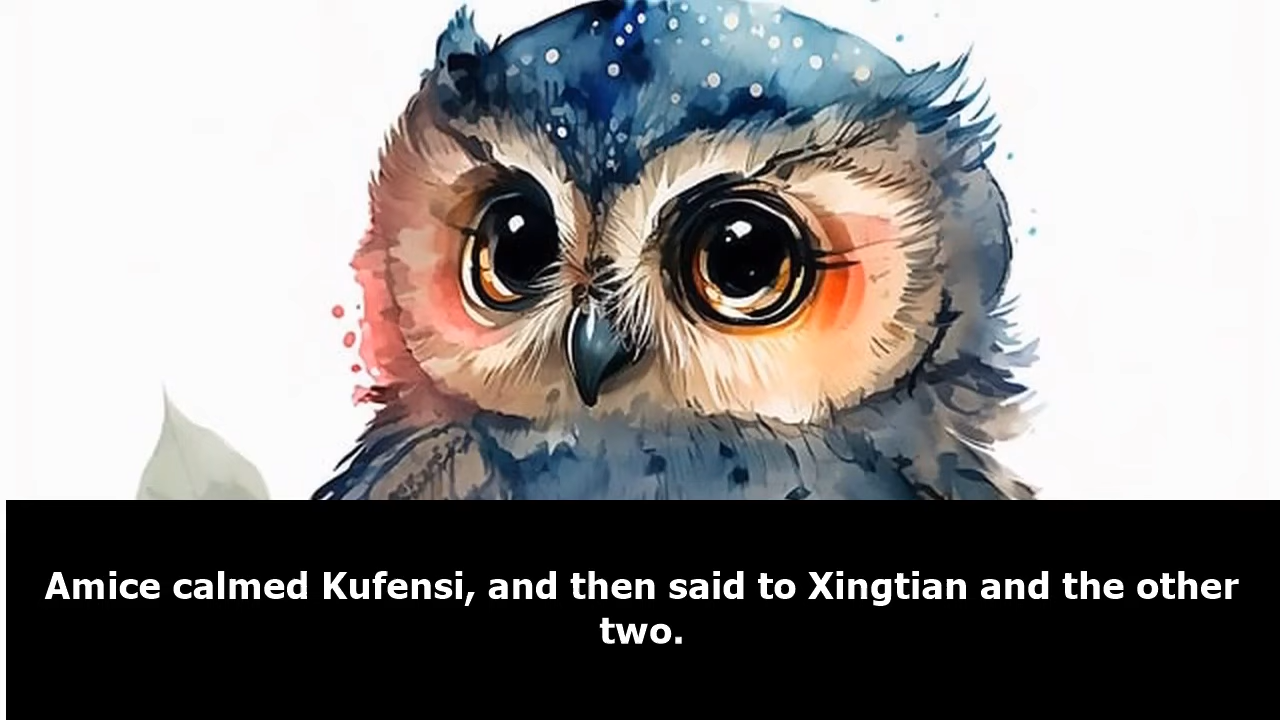 Amice calmed Kufensi, and then said to Xingtian and the other
two.